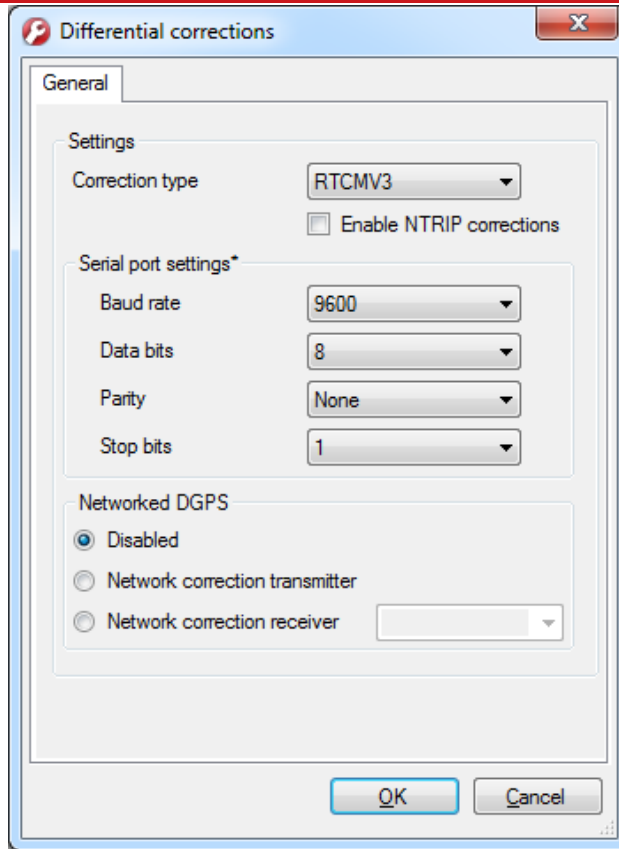 Differential corrections
General
Settings
Correction type RTCMV3
Enable NTRIP corrections
Serial port settings*
Baud rate 9600
Data bits 8
Parity None
Stop bits 1
Networked DGPS
Disabled
Network correction transmitter
Network correction receiver
OK Cancel